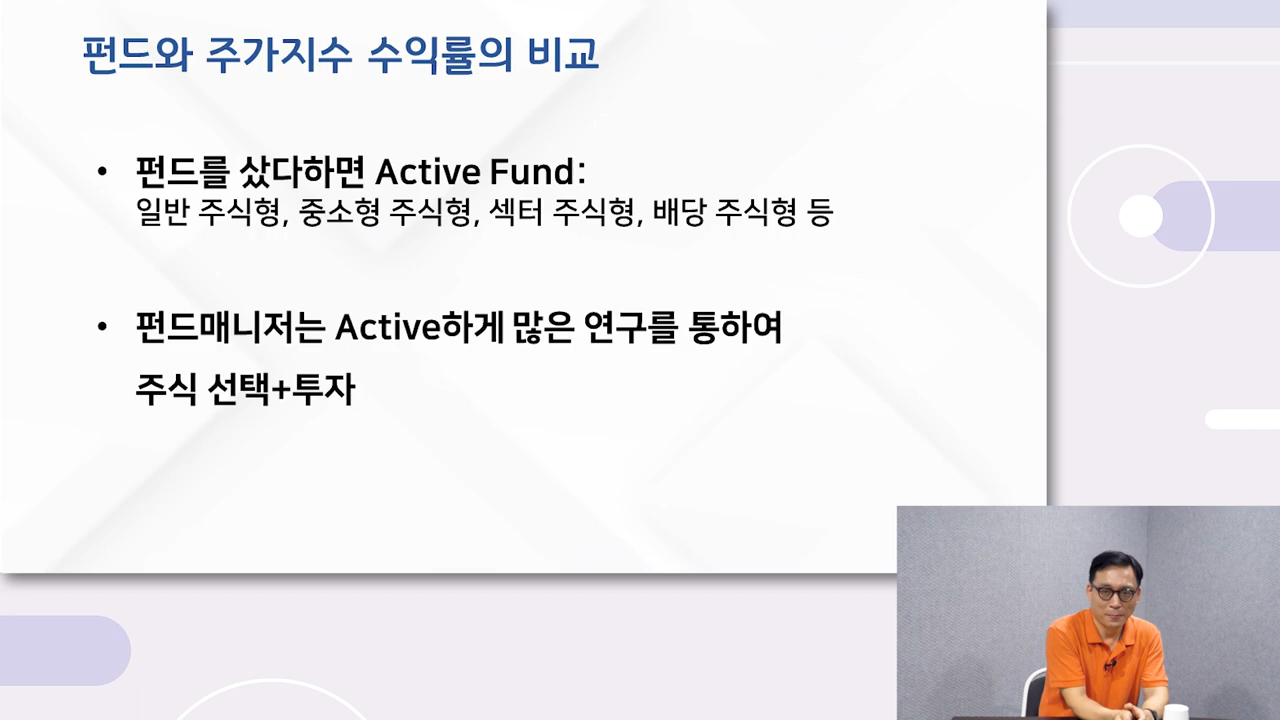 펀드와 주가지수 수익률의 비교
• 펀드를 샀다하면 Active Fund:
일반 주식형, 중소형 주식형, 섹터 주식형, 배당 주식형 등
• 펀드매니저는 Active하게 많은 연구를 통하여
주식 선택+투자